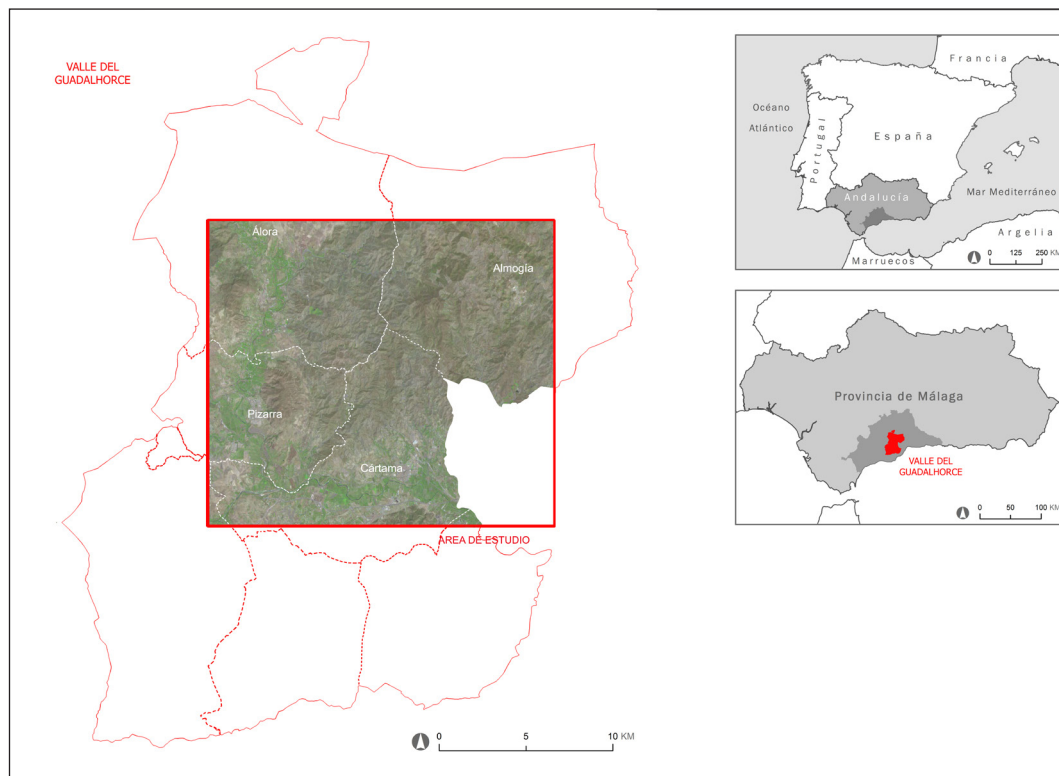 VALLE DEL
GUADALHORCE
Álora
Almogía
Pizarra
Cártama
AREA DE ESTUDIO
0 5 10 KM
Francia
Océano
Atlántico
Portugal
España
Andalucía
Mar Mediterráneo
Argelia
Marruecos
0 125 250 KM
Provincia de Málaga
VALLE DEL
GUADALHORCE
0 50 100 KM